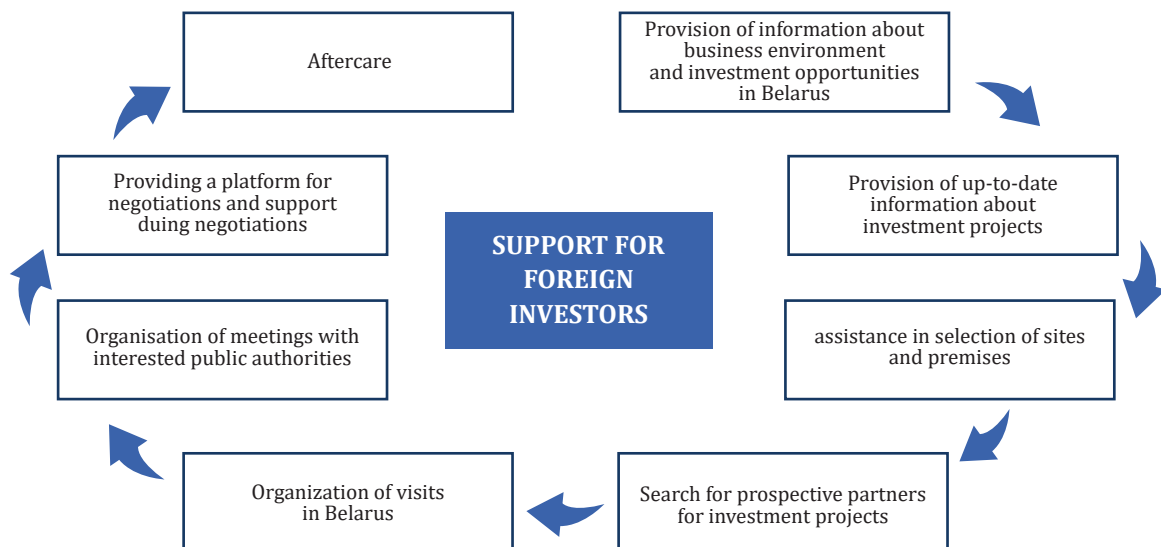 Aftercare
Provision of information about
business environment
and investment opportunities
in Belarus
Providing a platform for
negotiations and support
duing negotiations
Provision of up-to-date
information about
investment projects
SUPPORT FOR
FOREIGN
INVESTORS
Organisation of meetings with
interested public authorities
assistance in selection of sites
and premises
Organization of visits
in Belarus
Search for prospective partners
for investment projects